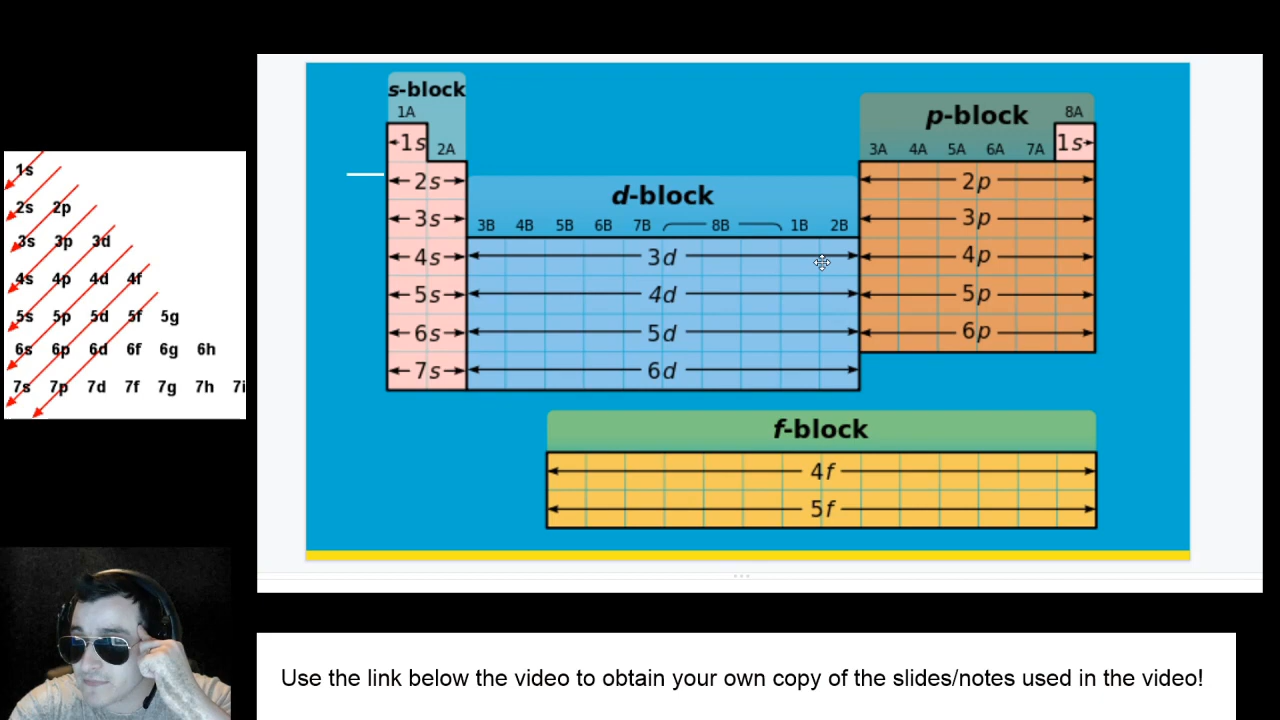 1s
2s 2p
3s 3p 3d
4s 4p 4d 4f
5s 5p 5d 5f 5g
6s 6p 6d 6f 6g 6h
7s 7p 7d 7f 7g 7h 7i
s-block
1A
2A
1s
2s
3s
4s
5s
6s
7s
d-block
3B 4B 5B 6B 7B 8B 1B 2B
3d
4d
5d
6d
p-block
8A
3A 4A 5A 6A 7A
1s
2p
3p
4p
5p
6p
f-block
4f
5f
Use the link below the video to obtain your own copy of the slides/notes used in the video!